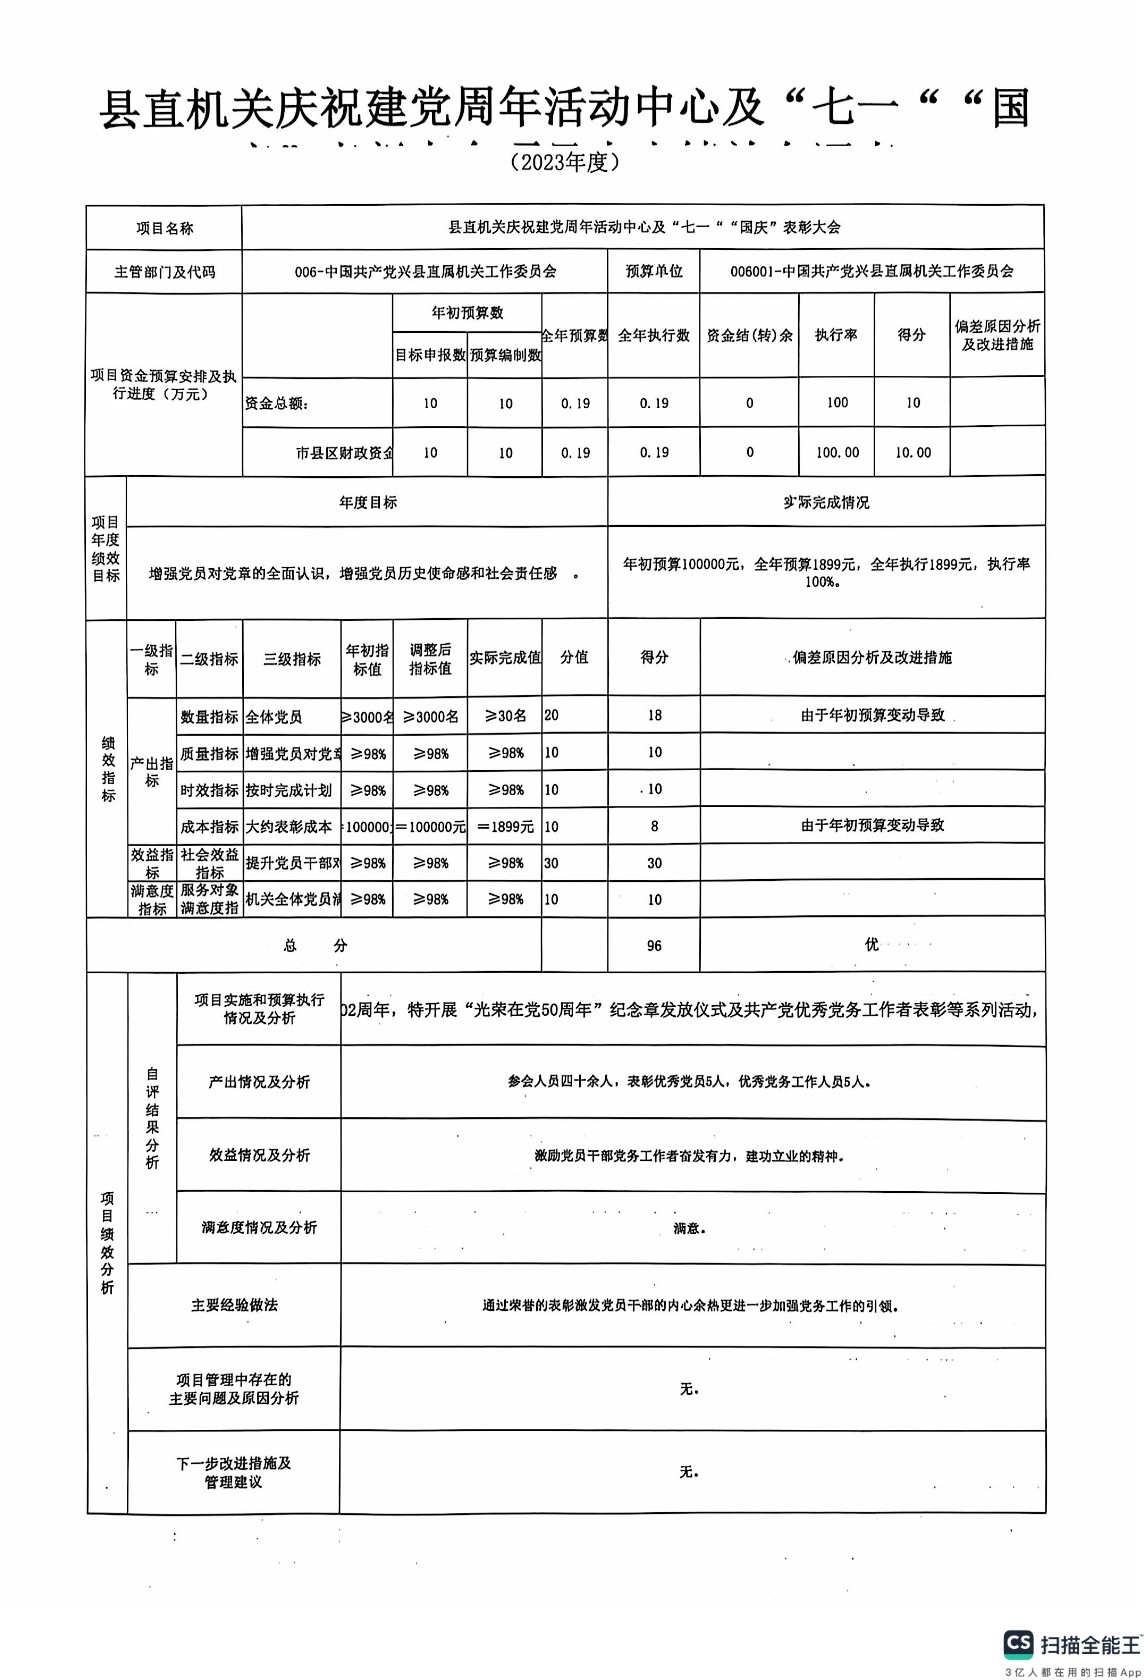 县直机关庆祝建党周年活动中心及“七一““国
（2023年度）
项目名称
县直机关庆祝建党周年活动中心及“七一““国庆”表彰大会
主管部门及代码
006-中国共产党兴县直属机关工作委员会
预算单位
006001-中国共产党兴县直属机关工作委员会
项目资金预算安排及执
行进度（万元）
年初预算数
目标申报数
预算编制数
全年预算数
全年执行数
资金结(转)余
执行率
得分
偏差原因分析
及改进措施
资金总额：
10
10
0.19
0.19
0
100
10
市县区财政资金
10
10
0.19
0.19
0
100.00
10.00
项目
年度
绩效
目标
年度目标
实际完成情况
增强党员对党章的全面认识，增强党员历史使命感和社会责任感 。
年初预算100000元，全年预算1899元，全年执行1899元，执行率
100%。
绩
效
指
标
一级指
标
二级指标
三级指标
年初指
标值
调整后
指标值
实际完成值
分值
得分
偏差原因分析及改进措施
产出指
标
数量指标
全体党员
≥3000名
≥3000名
≥30名
20
18
由于年初预算变动导致
质量指标
增强党员对党章
≥98%
≥98%
≥98%
10
10
时效指标
按时完成计划
≥98%
≥98%
≥98%
10
10
成本指标
大约表彰成本
=100000
＝100000元
＝1899元
10
8
由于年初预算变动导致
效益指
标
社会效益
指标
提升党员干部对
≥98%
≥98%
≥98%
30
30
满意度
指标
服务对象
满意度指
机关全体党员满
≥98%
≥98%
≥98%
10
10
总 分
96
优
项
目
绩
效
分
析
自
评
结
果
分
析
项目实施和预算执行
情况及分析
02周年，特开展“光荣在党50周年”纪念章发放仪式及共产党优秀党务工作者表彰等系列活动，
产出情况及分析
参会人员四十余人，表彰优秀党员5人，优秀党务工作人员5人。
效益情况及分析
激励党员干部党务工作者奋发有力，建功立业的精神。
满意度情况及分析
满意。
主要经验做法
通过荣誉的表彰激发党员干部的内心余热更进一步加强党务工作的引领。
项目管理中存在的
主要问题及原因分析
无。
下一步改进措施及
管理建议
无。
CS 扫描全能王
3亿人都在用的扫描App